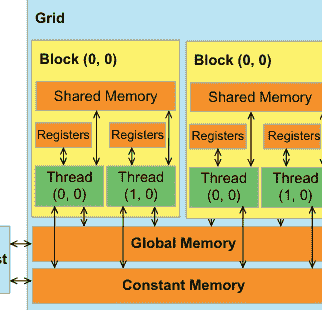 Grid
Block (0, 0)
Block (0, 0)
Shared Memory
Shared Memory
Registers
Registers
Registers
Registers
Thread
(0, 0)
Thread
(1, 0)
Thread
(0, 0)
Thread
(1, 0)
Global Memory
st
Constant Memory